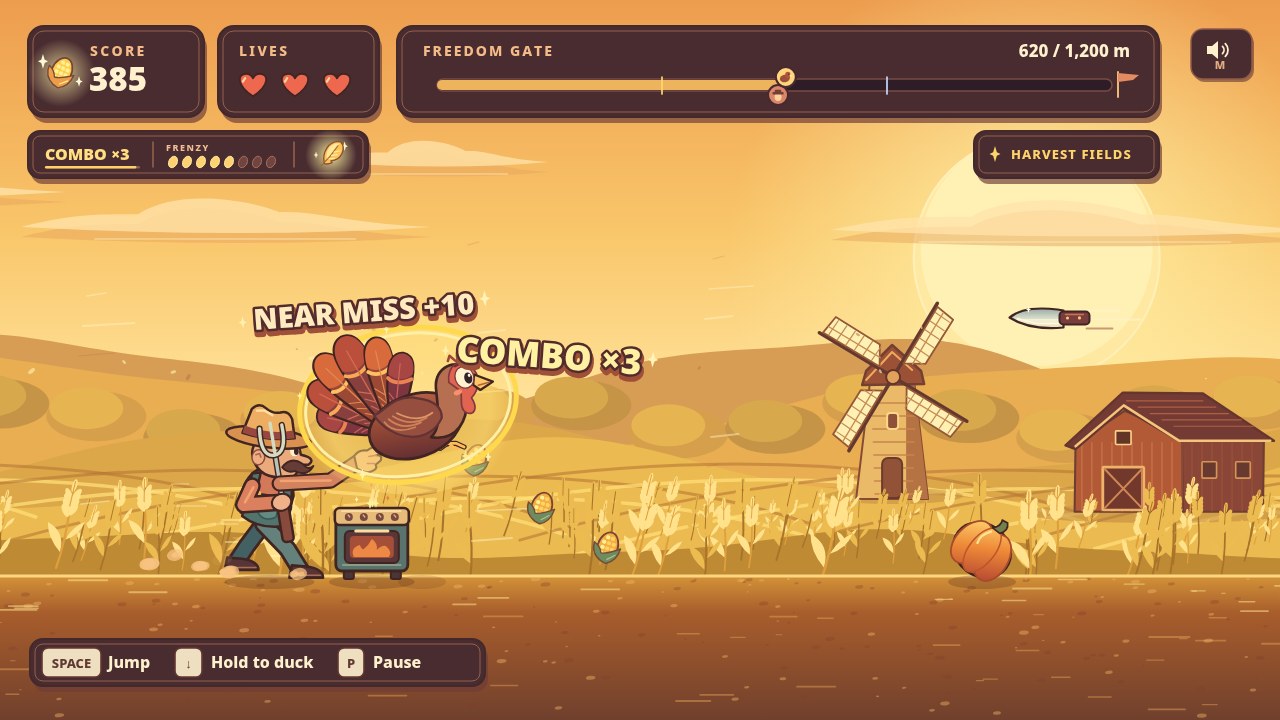 SCORE
385
LIVES
FREEDOM GATE
620 / 1,200 m
M
COMBO ×3
FRENZY
HARVEST FIELDS
NEAR MISS +10
COMBO ×3
SPACE Jump ↓ Hold to duck P Pause